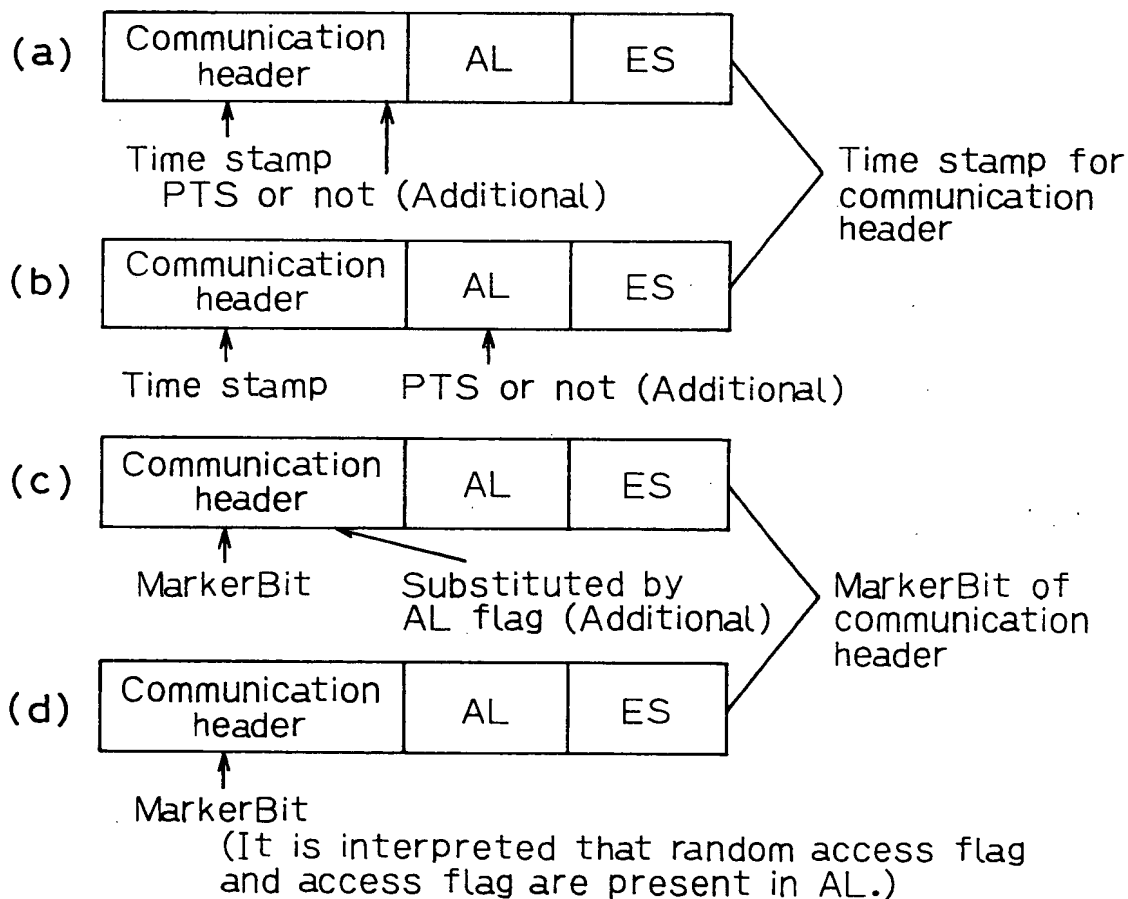 (a)
Communication
header
AL
ES
Time stamp
PTS or not (Additional)
Time stamp for
communication
header
(b)
Communication
header
AL
ES
Time stamp
PTS or not (Additional)
(c)
Communication
header
AL
ES
MarkerBit
Substituted by
AL flag (Additional)
MarkerBit of
communication
header
(d)
Communication
header
AL
ES
MarkerBit
(It is interpreted that random access flag
and access flag are present in AL.)